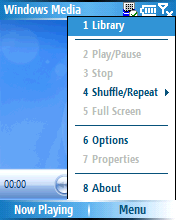 Windows Media
1 Library
2 Play/Pause
3 Stop
4 Shuffle/Repeat
5 Full Screen
6 Options
7 Properties
8 About
00:00
Now Playing
Menu